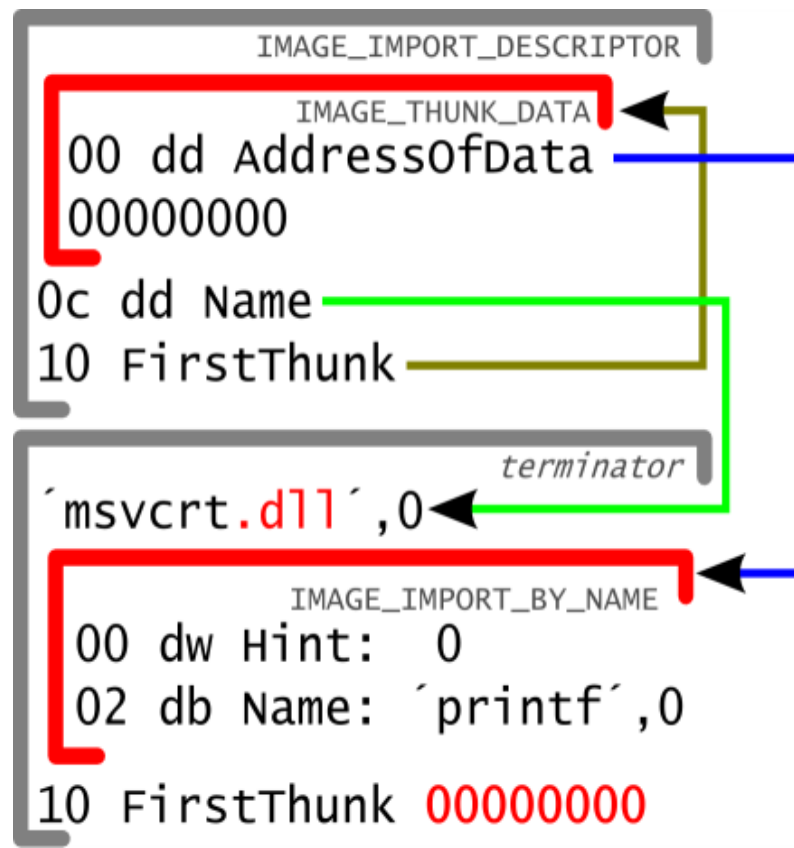 IMAGE_IMPORT_DESCRIPTOR
IMAGE_THUNK_DATA
00 dd AddressOfData
00000000
0c dd Name
10 FirstThunk
terminator
´msvcrt.dll´,0
IMAGE_IMPORT_BY_NAME
00 dw Hint: 0
02 db Name: ´printf´,0
10 FirstThunk 00000000